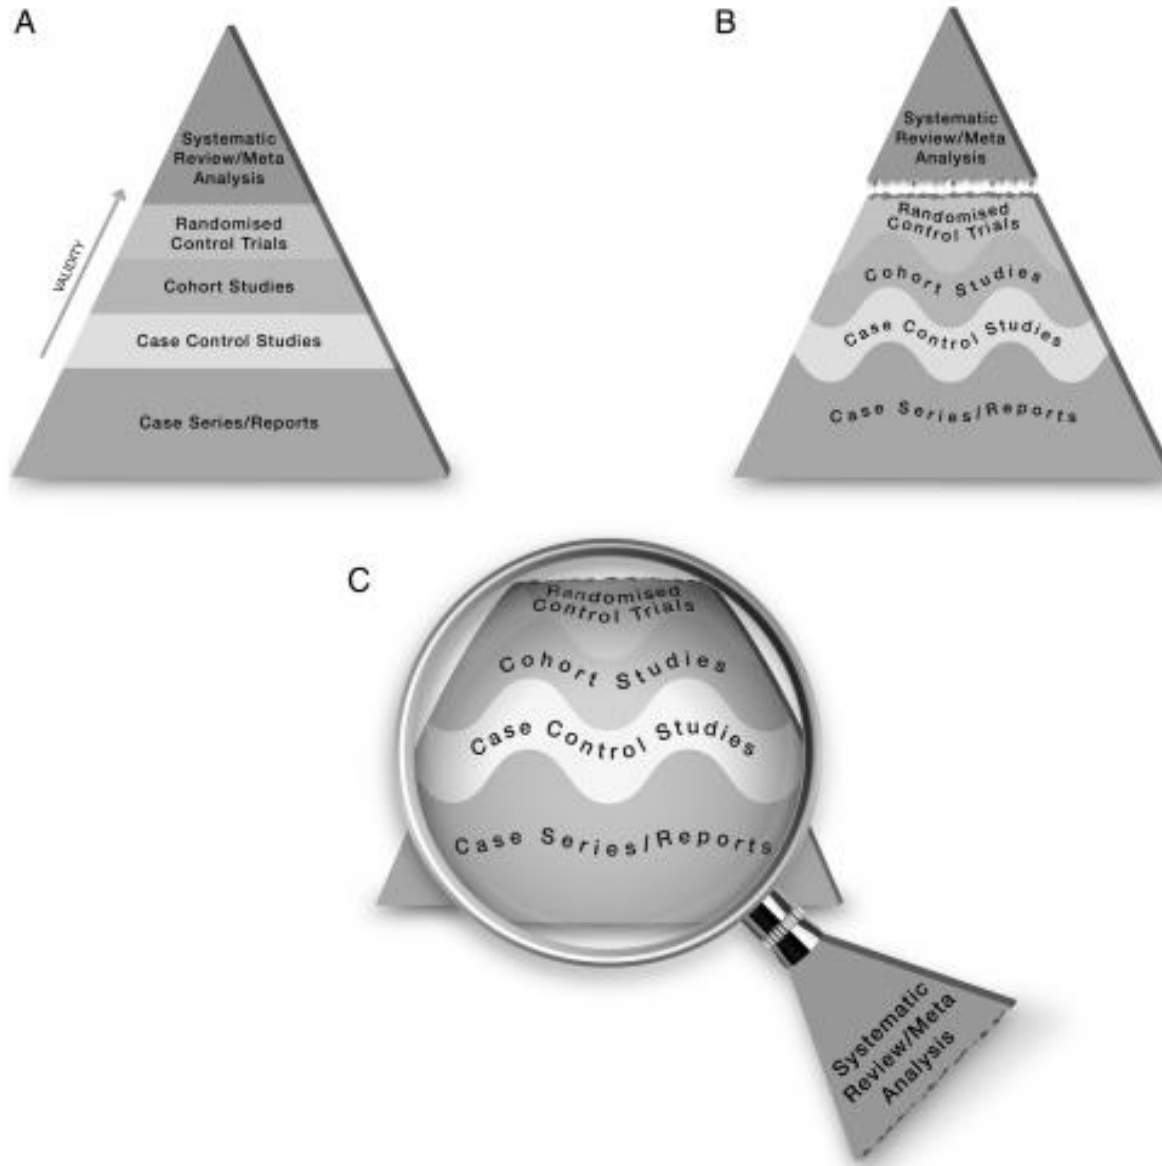 A
Systematic
Review/Meta
Analysis
Randomised
Control Trials
Cohort Studies
Case Control Studies
Case Series/Reports
VALIDITY
B
Systematic
Review/Meta
Analysis
Randomised
Control Trials
Cohort Studies
Case Control Studies
Case Series/Reports
C
Randomised
Control Trials
Cohort Studies
Case Control Studies
Case Series/Reports
Systematic
Review/Meta
Analysis